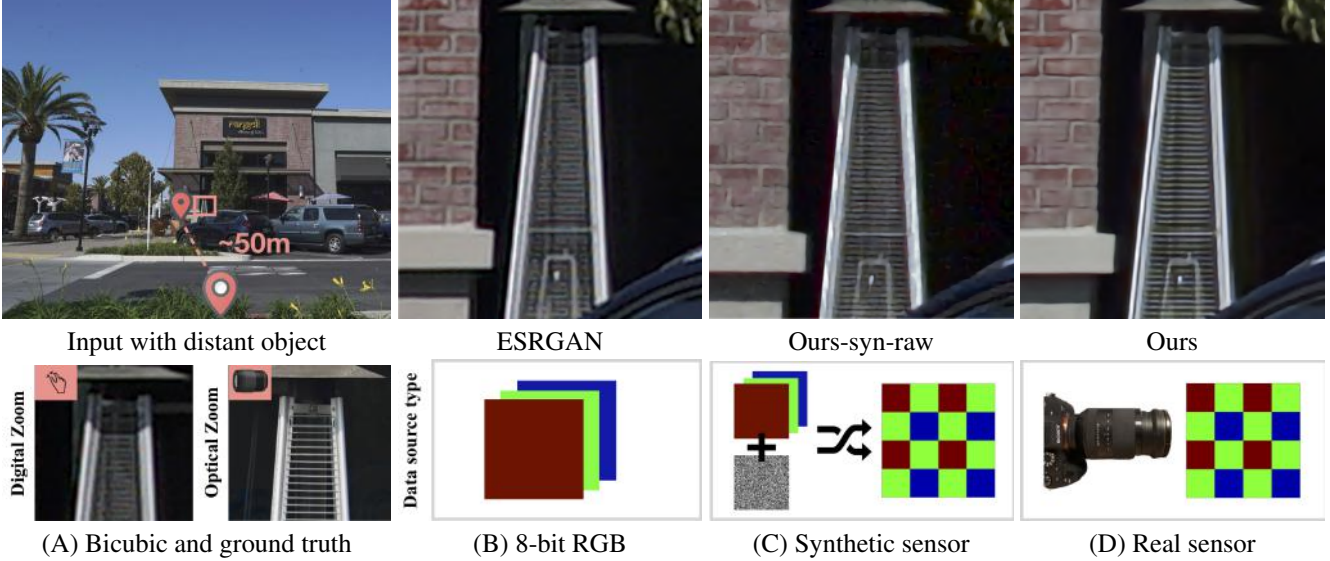 rangoli
~50m
Input with distant object
ESRGAN
Ours-syn-raw
Ours
Digital Zoom
Optical Zoom
Data source type
(A) Bicubic and ground truth
(B) 8-bit RGB
(C) Synthetic sensor
(D) Real sensor